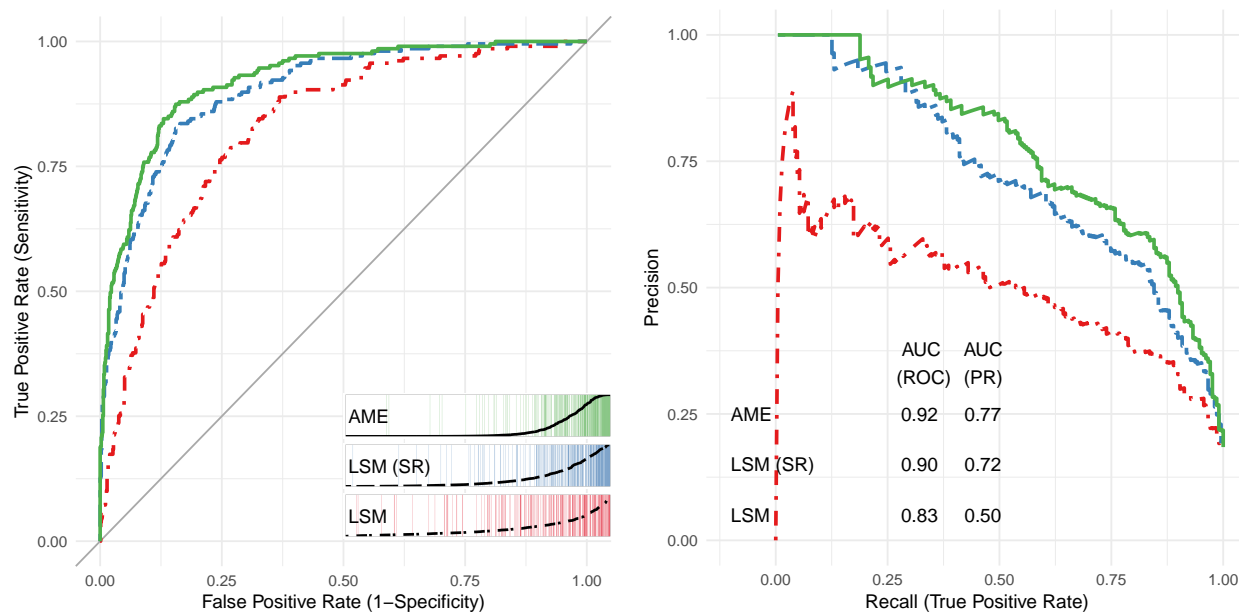 1.00
0.75
0.50
0.25
0.00
True Positive Rate (Sensitivity)
AME
LSM (SR)
LSM
0.00 0.25 0.50 0.75 1.00
False Positive Rate (1−Specificity)
1.00
0.75
0.50
0.25
0.00
Precision
AUC AUC
(ROC) (PR)
AME 0.92 0.77
LSM (SR) 0.90 0.72
LSM 0.83 0.50
0.00 0.25 0.50 0.75 1.00
Recall (True Positive Rate)